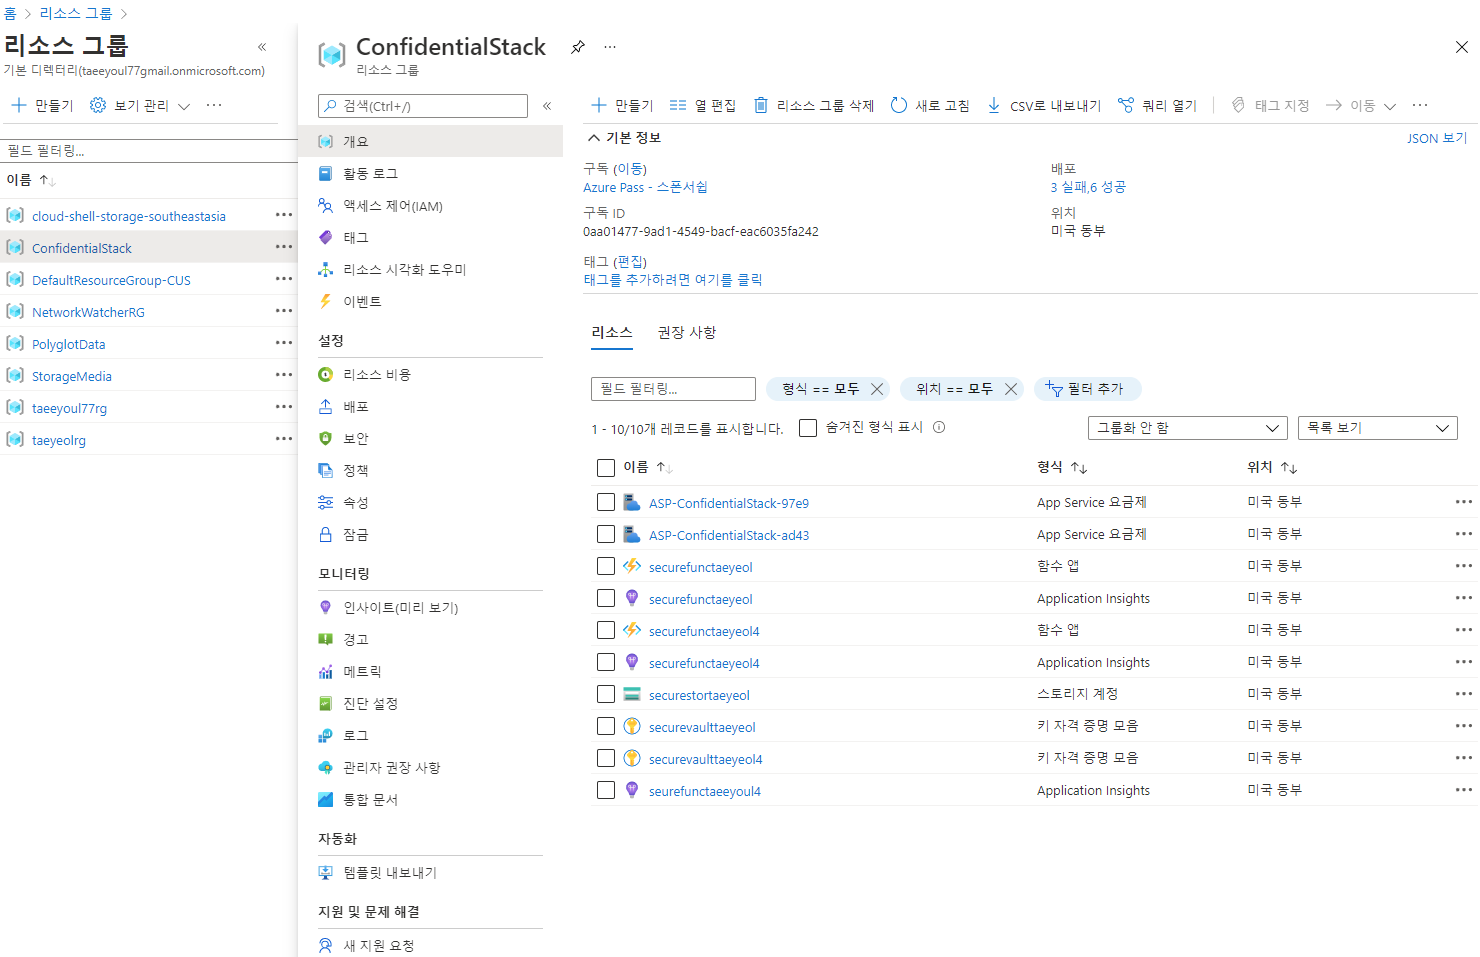 홈 > 리소스 그룹 >
리소스 그룹 «
기본 디렉터리(taeeyoul77gmail.onmicrosoft.com)
만들기 보기 관리 ...
필드 필터링...
이름 ↑↓
cloud-shell-storage-southeastasia ...
ConfidentialStack ...
DefaultResourceGroup-CUS ...
NetworkWatcherRG ...
PolyglotData ...
StorageMedia ...
taeeyoul77rg ...
taeyeolrg ...
ConfidentialStack ...
리소스 그룹
검색(Ctrl+/) «
개요
활동 로그
액세스 제어(IAM)
태그
리소스 시각화 도우미
이벤트
설정
리소스 비용
배포
보안
정책
속성
잠금
모니터링
인사이트(미리 보기)
경고
메트릭
진단 설정
로그
관리자 권장 사항
통합 문서
자동화
템플릿 내보내기
지원 및 문제 해결
새 지원 요청
만들기 열 편집 리소스 그룹 삭제 새로 고침 CSV로 내보내기 쿼리 열기 태그 지정 이동 ...
기본 정보 JSON 보기
구독 (이동)
Azure Pass - 스폰서쉽
구독 ID
0aa01477-9ad1-4549-bacf-eac6035fa242
태그 (편집)
태그를 추가하려면 여기를 클릭
배포
3 실패,6 성공
위치
미국 동부
리소스 권장 사항
필드 필터링... 형식 == 모두 위치 == 모두 필터 추가
1 - 10/10개 레코드를 표시합니다. 숨겨진 형식 표시 그룹화 안 함 목록 보기
이름 ↑↓ 형식 ↑↓ 위치 ↑↓
ASP-ConfidentialStack-97e9 App Service 요금제 미국 동부 ...
ASP-ConfidentialStack-ad43 App Service 요금제 미국 동부 ...
securefunctaeyeol 함수 앱 미국 동부 ...
securefunctaeyeol Application Insights 미국 동부 ...
securefunctaeyeol4 함수 앱 미국 동부 ...
securefunctaeyeol4 Application Insights 미국 동부 ...
securestortaeyeol 스토리지 계정 미국 동부 ...
securevaulttaeyeol 키 자격 증명 모음 미국 동부 ...
securevaulttaeyeol4 키 자격 증명 모음 미국 동부 ...
seurefunctaeeyoul4 Application Insights 미국 동부 ...